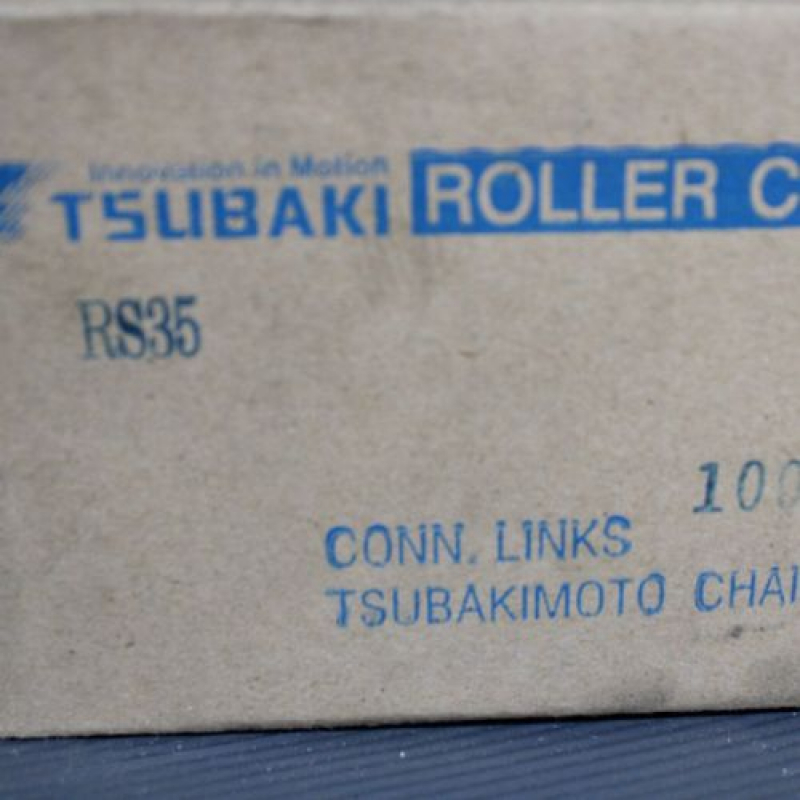 Innovation in Motion
TSUBAKI ROLLER C
RS35
100
CONN. LINKS
TSUBAKIMOTO CHAI